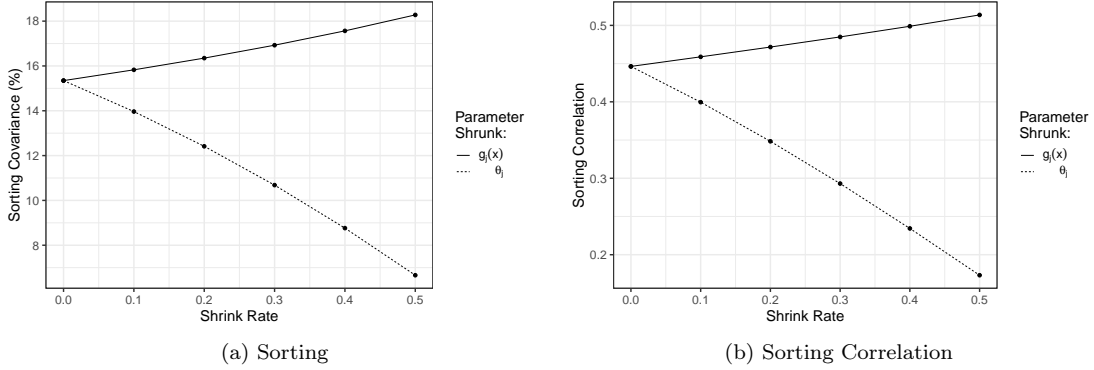 18
16
14
12
10
8
Sorting Covariance (%)
0.0 0.1 0.2 0.3 0.4 0.5
Shrink Rate
Parameter
Shrunk:
gj(x)
θj
(a) Sorting
0.5
0.4
0.3
0.2
Sorting Correlation
0.0 0.1 0.2 0.3 0.4 0.5
Shrink Rate
Parameter
Shrunk:
gj(x)
θj
(b) Sorting Correlation